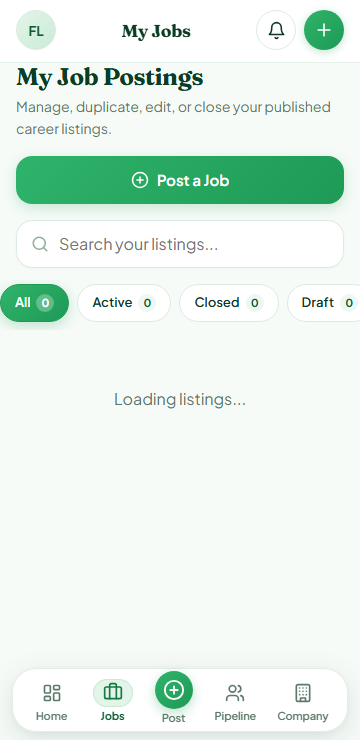 FL
My Jobs
My Job Postings
Manage, duplicate, edit, or close your published
career listings.
Post a Job
Search your listings...
All 0
Active 0
Closed 0
Draft 0
Loading listings...
Home
Jobs
Post
Pipeline
Company